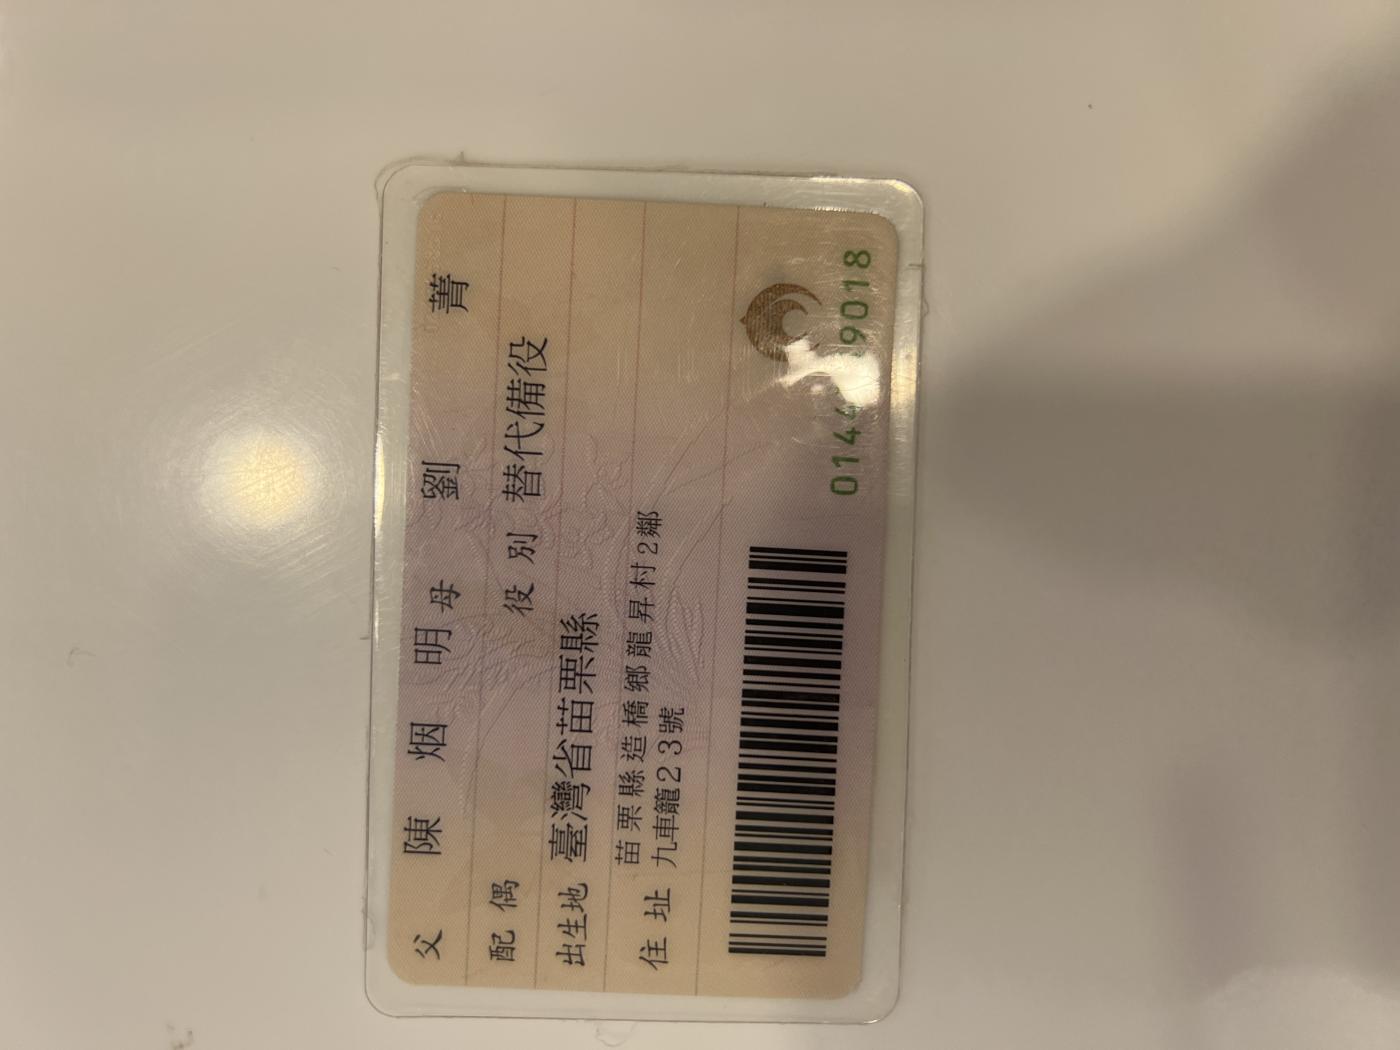 父 陳 烟 明 母 劉 菁
配 偶 役 別 替代備役
出生地 臺灣省苗栗縣
住 址 苗栗縣造橋鄉龍昇村2鄰
九車籠23號
0144 9018